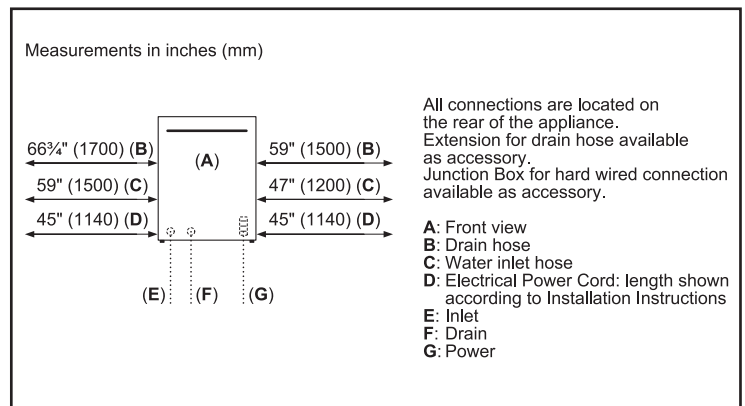 Measurements in inches (mm)
66¾" (1700) (B)
59" (1500) (B)
(A)
59" (1500) (C)
47" (1200) (C)
45" (1140) (D)
45" (1140) (D)
(E)
(F)
(G)
All connections are located on
the rear of the appliance.
Extension for drain hose available
as accessory.
Junction Box for hard wired connection
available as accessory.
A: Front view
B: Drain hose
C: Water inlet hose
D: Electrical Power Cord: length shown
according to Installation Instructions
E: Inlet
F: Drain
G: Power